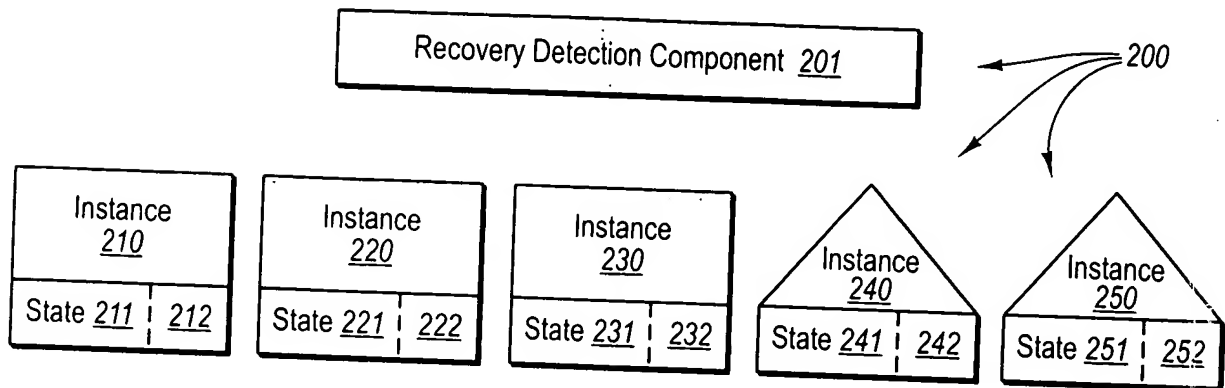 Recovery Detection Component 201
200
Instance
210
State 211 212
Instance
220
State 221 222
Instance
230
State 231 232
Instance
240
State 241 242
Instance
250
State 251 252